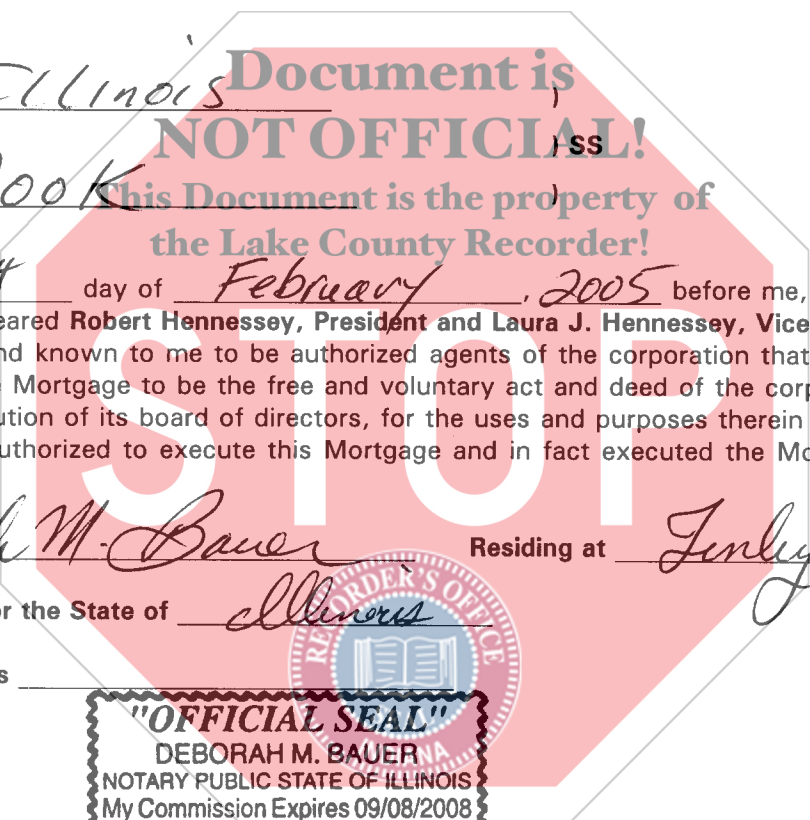 Document is
Illinois )
NOT OFFICIAL!
) SS
ook )
This Document is the property of
the Lake County Recorder!
day of February , 2005 before me,
eared Robert Hennessey, President and Laura J. Hennessey, Vice
nd known to me to be authorized agents of the corporation that
Mortgage to be the free and voluntary act and deed of the corp
ution of its board of directors, for the uses and purposes therein
uthorized to execute this Mortgage and in fact executed the Mo
STOP
h M. Bauer Residing at Tinley
RECORDER'S OFFICE
r the State of Illinois
s
"OFFICIAL SEAL"
DEBORAH M. BAUER
NOTARY PUBLIC STATE OF ILLINOIS
My Commission Expires 09/08/2008